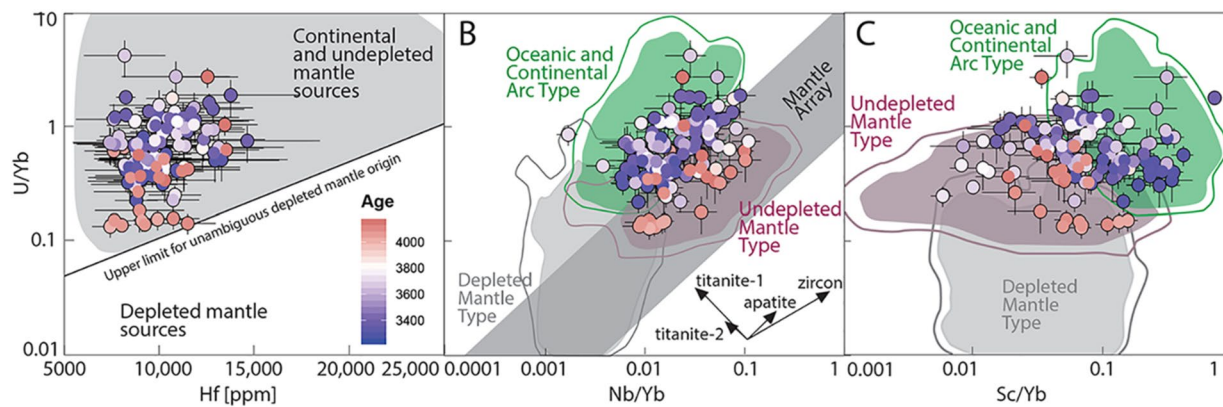 10
1
0.1
0.01
U/Yb
Continental
and undepleted
mantle
sources
Upper limit for unambiguous depleted mantle origin
Depleted mantle
sources
Age
4000
3800
3600
3400
5000
10,000
15,000
20,000
25,000
Hf [ppm]
B
Oceanic and
Continental
Arc Type
Mantle
Array
Undepleted
Mantle
Type
Depleted
Mantle
Type
titanite-1
apatite
zircon
titanite-2
0.0001
0.001
0.01
0.1
Nb/Yb
C
Oceanic and
Continental
Arc Type
Undepleted
Mantle Type
Depleted
Mantle
Type
0.0001
0.01
0.1
1
Sc/Yb